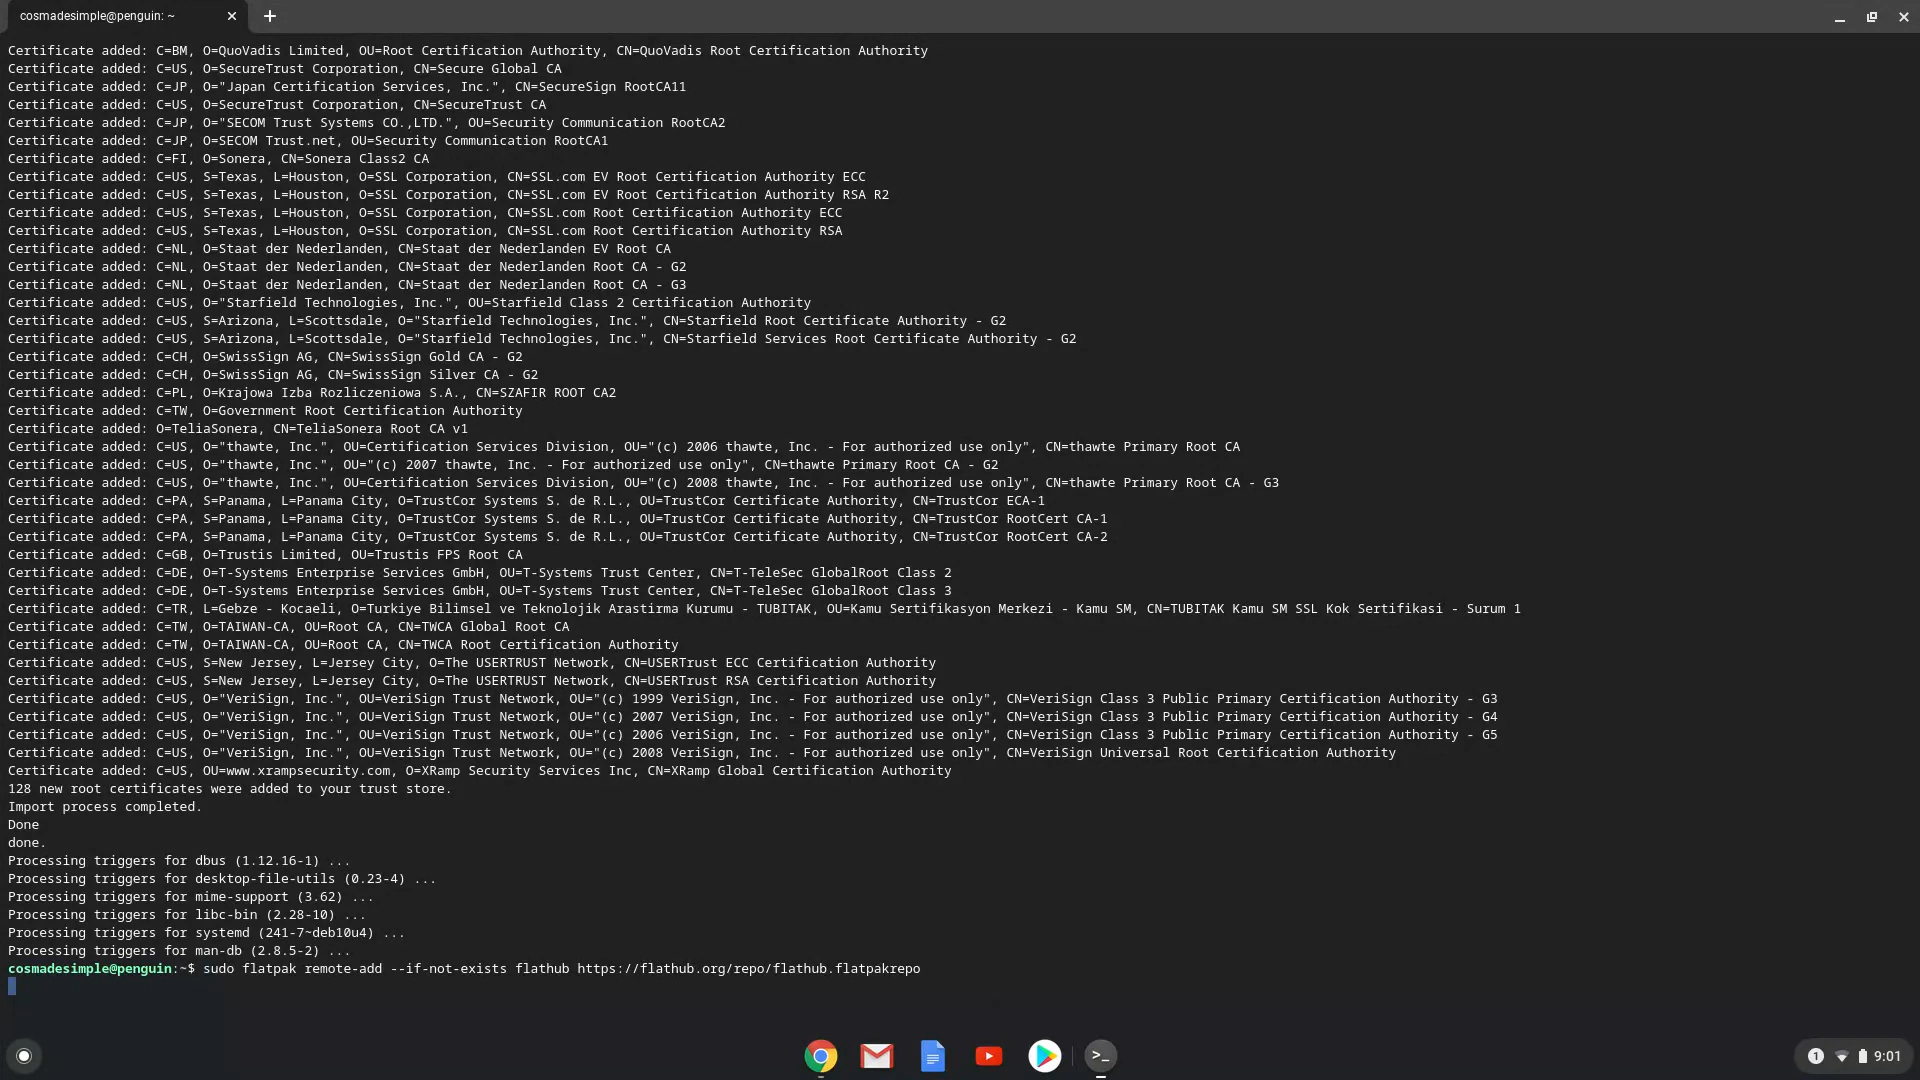 cosmadesimple@penguin: ~
Certificate added: C=BM, O=QuoVadis Limited, OU=Root Certification Authority, CN=QuoVadis Root Certification Authority
Certificate added: C=US, O=SecureTrust Corporation, CN=Secure Global CA
Certificate added: C=JP, O="Japan Certification Services, Inc.", CN=SecureSign RootCA11
Certificate added: C=US, O=SecureTrust Corporation, CN=SecureTrust CA
Certificate added: C=JP, O="SECOM Trust Systems CO.,LTD.", OU=Security Communication RootCA2
Certificate added: C=JP, O=SECOM Trust.net, OU=Security Communication RootCA1
Certificate added: C=FI, O=Sonera, CN=Sonera Class2 CA
Certificate added: C=US, S=Texas, L=Houston, O=SSL Corporation, CN=SSL.com EV Root Certification Authority ECC
Certificate added: C=US, S=Texas, L=Houston, O=SSL Corporation, CN=SSL.com EV Root Certification Authority RSA R2
Certificate added: C=US, S=Texas, L=Houston, O=SSL Corporation, CN=SSL.com Root Certification Authority ECC
Certificate added: C=US, S=Texas, L=Houston, O=SSL Corporation, CN=SSL.com Root Certification Authority RSA
Certificate added: C=NL, O=Staat der Nederlanden, CN=Staat der Nederlanden EV Root CA
Certificate added: C=NL, O=Staat der Nederlanden, CN=Staat der Nederlanden Root CA - G2
Certificate added: C=NL, O=Staat der Nederlanden, CN=Staat der Nederlanden Root CA - G3
Certificate added: C=US, O="Starfield Technologies, Inc.", OU=Starfield Class 2 Certification Authority
Certificate added: C=US, S=Arizona, L=Scottsdale, O="Starfield Technologies, Inc.", CN=Starfield Root Certificate Authority - G2
Certificate added: C=US, S=Arizona, L=Scottsdale, O="Starfield Technologies, Inc.", CN=Starfield Services Root Certificate Authority - G2
Certificate added: C=CH, O=SwissSign AG, CN=SwissSign Gold CA - G2
Certificate added: C=CH, O=SwissSign AG, CN=SwissSign Silver CA - G2
Certificate added: C=PL, O=Krajowa Izba Rozliczeniowa S.A., CN=SZAFIR ROOT CA2
Certificate added: C=TW, O=Government Root Certification Authority
Certificate added: O=TeliaSonera, CN=TeliaSonera Root CA v1
Certificate added: C=US, O="thawte, Inc.", OU=Certification Services Division, OU="(c) 2006 thawte, Inc. - For authorized use only", CN=thawte Primary Root CA
Certificate added: C=US, O="thawte, Inc.", OU="(c) 2007 thawte, Inc. - For authorized use only", CN=thawte Primary Root CA - G2
Certificate added: C=US, O="thawte, Inc.", OU=Certification Services Division, OU="(c) 2008 thawte, Inc. - For authorized use only", CN=thawte Primary Root CA - G3
Certificate added: C=PA, S=Panama, L=Panama City, O=TrustCor Systems S. de R.L., OU=TrustCor Certificate Authority, CN=TrustCor ECA-1
Certificate added: C=PA, S=Panama, L=Panama City, O=TrustCor Systems S. de R.L., OU=TrustCor Certificate Authority, CN=TrustCor RootCert CA-1
Certificate added: C=PA, S=Panama, L=Panama City, O=TrustCor Systems S. de R.L., OU=TrustCor Certificate Authority, CN=TrustCor RootCert CA-2
Certificate added: C=GB, O=Trustis Limited, OU=Trustis FPS Root CA
Certificate added: C=DE, O=T-Systems Enterprise Services GmbH, OU=T-Systems Trust Center, CN=T-TeleSec GlobalRoot Class 2
Certificate added: C=DE, O=T-Systems Enterprise Services GmbH, OU=T-Systems Trust Center, CN=T-TeleSec GlobalRoot Class 3
Certificate added: C=TR, L=Gebze - Kocaeli, O=Turkiye Bilimsel ve Teknolojik Arastirma Kurumu - TUBITAK, OU=Kamu Sertifikasyon Merkezi - Kamu SM, CN=TUBITAK Kamu SM SSL Kok Sertifikasi - Surum 1
Certificate added: C=TW, O=TAIWAN-CA, OU=Root CA, CN=TWCA Global Root CA
Certificate added: C=TW, O=TAIWAN-CA, OU=Root CA, CN=TWCA Root Certification Authority
Certificate added: C=US, S=New Jersey, L=Jersey City, O=The USERTRUST Network, CN=USERTrust ECC Certification Authority
Certificate added: C=US, S=New Jersey, L=Jersey City, O=The USERTRUST Network, CN=USERTrust RSA Certification Authority
Certificate added: C=US, O="VeriSign, Inc.", OU=VeriSign Trust Network, OU="(c) 1999 VeriSign, Inc. - For authorized use only", CN=VeriSign Class 3 Public Primary Certification Authority - G3
Certificate added: C=US, O="VeriSign, Inc.", OU=VeriSign Trust Network, OU="(c) 2007 VeriSign, Inc. - For authorized use only", CN=VeriSign Class 3 Public Primary Certification Authority - G4
Certificate added: C=US, O="VeriSign, Inc.", OU=VeriSign Trust Network, OU="(c) 2006 VeriSign, Inc. - For authorized use only", CN=VeriSign Class 3 Public Primary Certification Authority - G5
Certificate added: C=US, O="VeriSign, Inc.", OU=VeriSign Trust Network, OU="(c) 2008 VeriSign, Inc. - For authorized use only", CN=VeriSign Universal Root Certification Authority
Certificate added: C=US, OU=www.xrampsecurity.com, O=XRamp Security Services Inc, CN=XRamp Global Certification Authority
128 new root certificates were added to your trust store.
Import process completed.
Done
done.
Processing triggers for dbus (1.12.16-1) ...
Processing triggers for desktop-file-utils (0.23-4) ...
Processing triggers for mime-support (3.62) ...
Processing triggers for libc-bin (2.28-10) ...
Processing triggers for systemd (241-7~deb10u4) ...
Processing triggers for man-db (2.8.5-2) ...
cosmadesimple@penguin:~$ sudo flatpak remote-add --if-not-exists flathub https://flathub.org/repo/flathub.flatpakrepo
>_
1
9:01